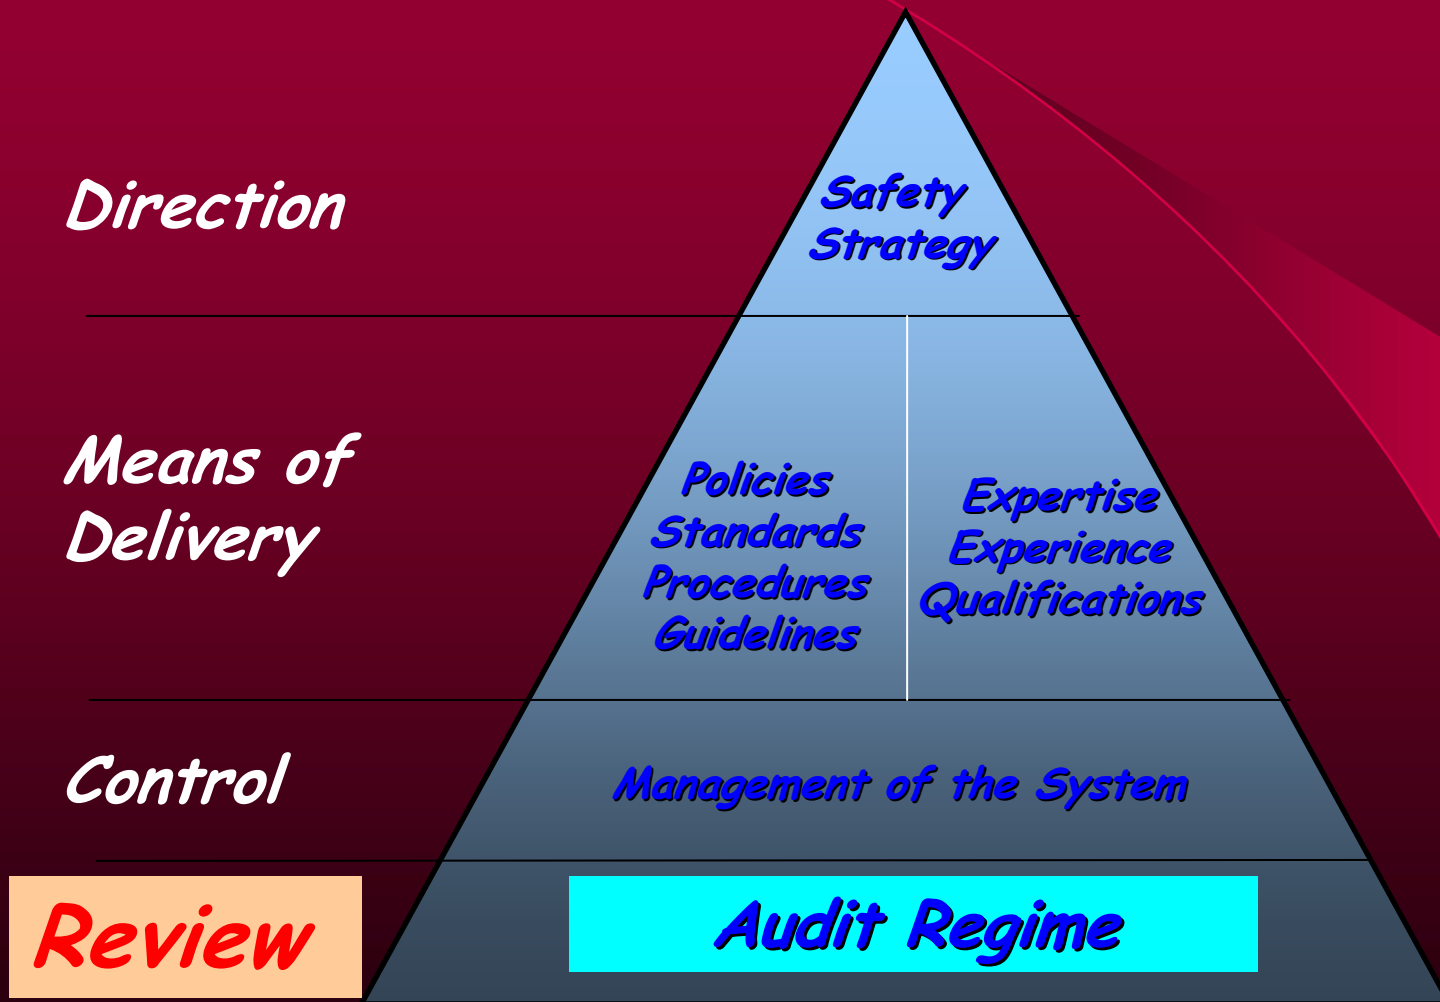 Direction
Safety
Strategy
Means of
Delivery
Policies
Standards
Procedures
Guidelines
Expertise
Experience
Qualifications
Control
Management of the System
Review
Audit Regime